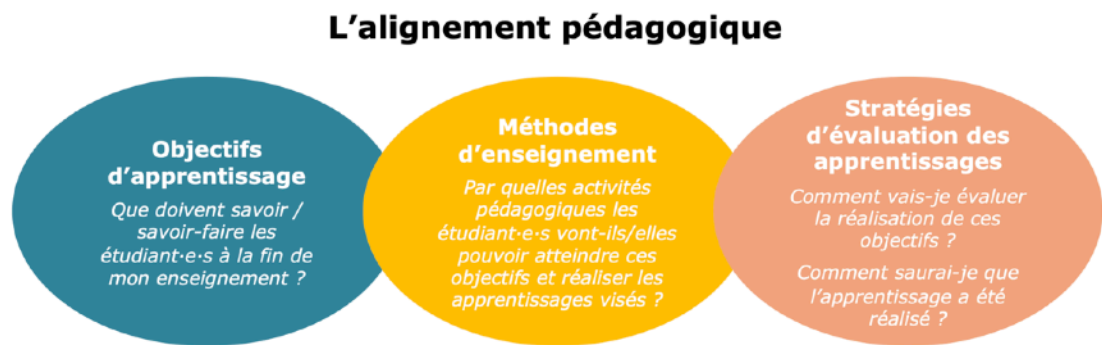 L’alignement pédagogique
Objectifs
d’apprentissage
Que doivent savoir /
savoir-faire les
étudiant·e·s à la fin de
mon enseignement ?
Méthodes
d’enseignement
Par quelles activités
pédagogiques les
étudiant·e·s vont-ils/elles
pouvoir atteindre ces
objectifs et réaliser les
apprentissages visés ?
Stratégies
d’évaluation des
apprentissages
Comment vais-je évaluer
la réalisation de ces
objectifs ?
Comment saurai-je que
l’apprentissage a été
réalisé ?